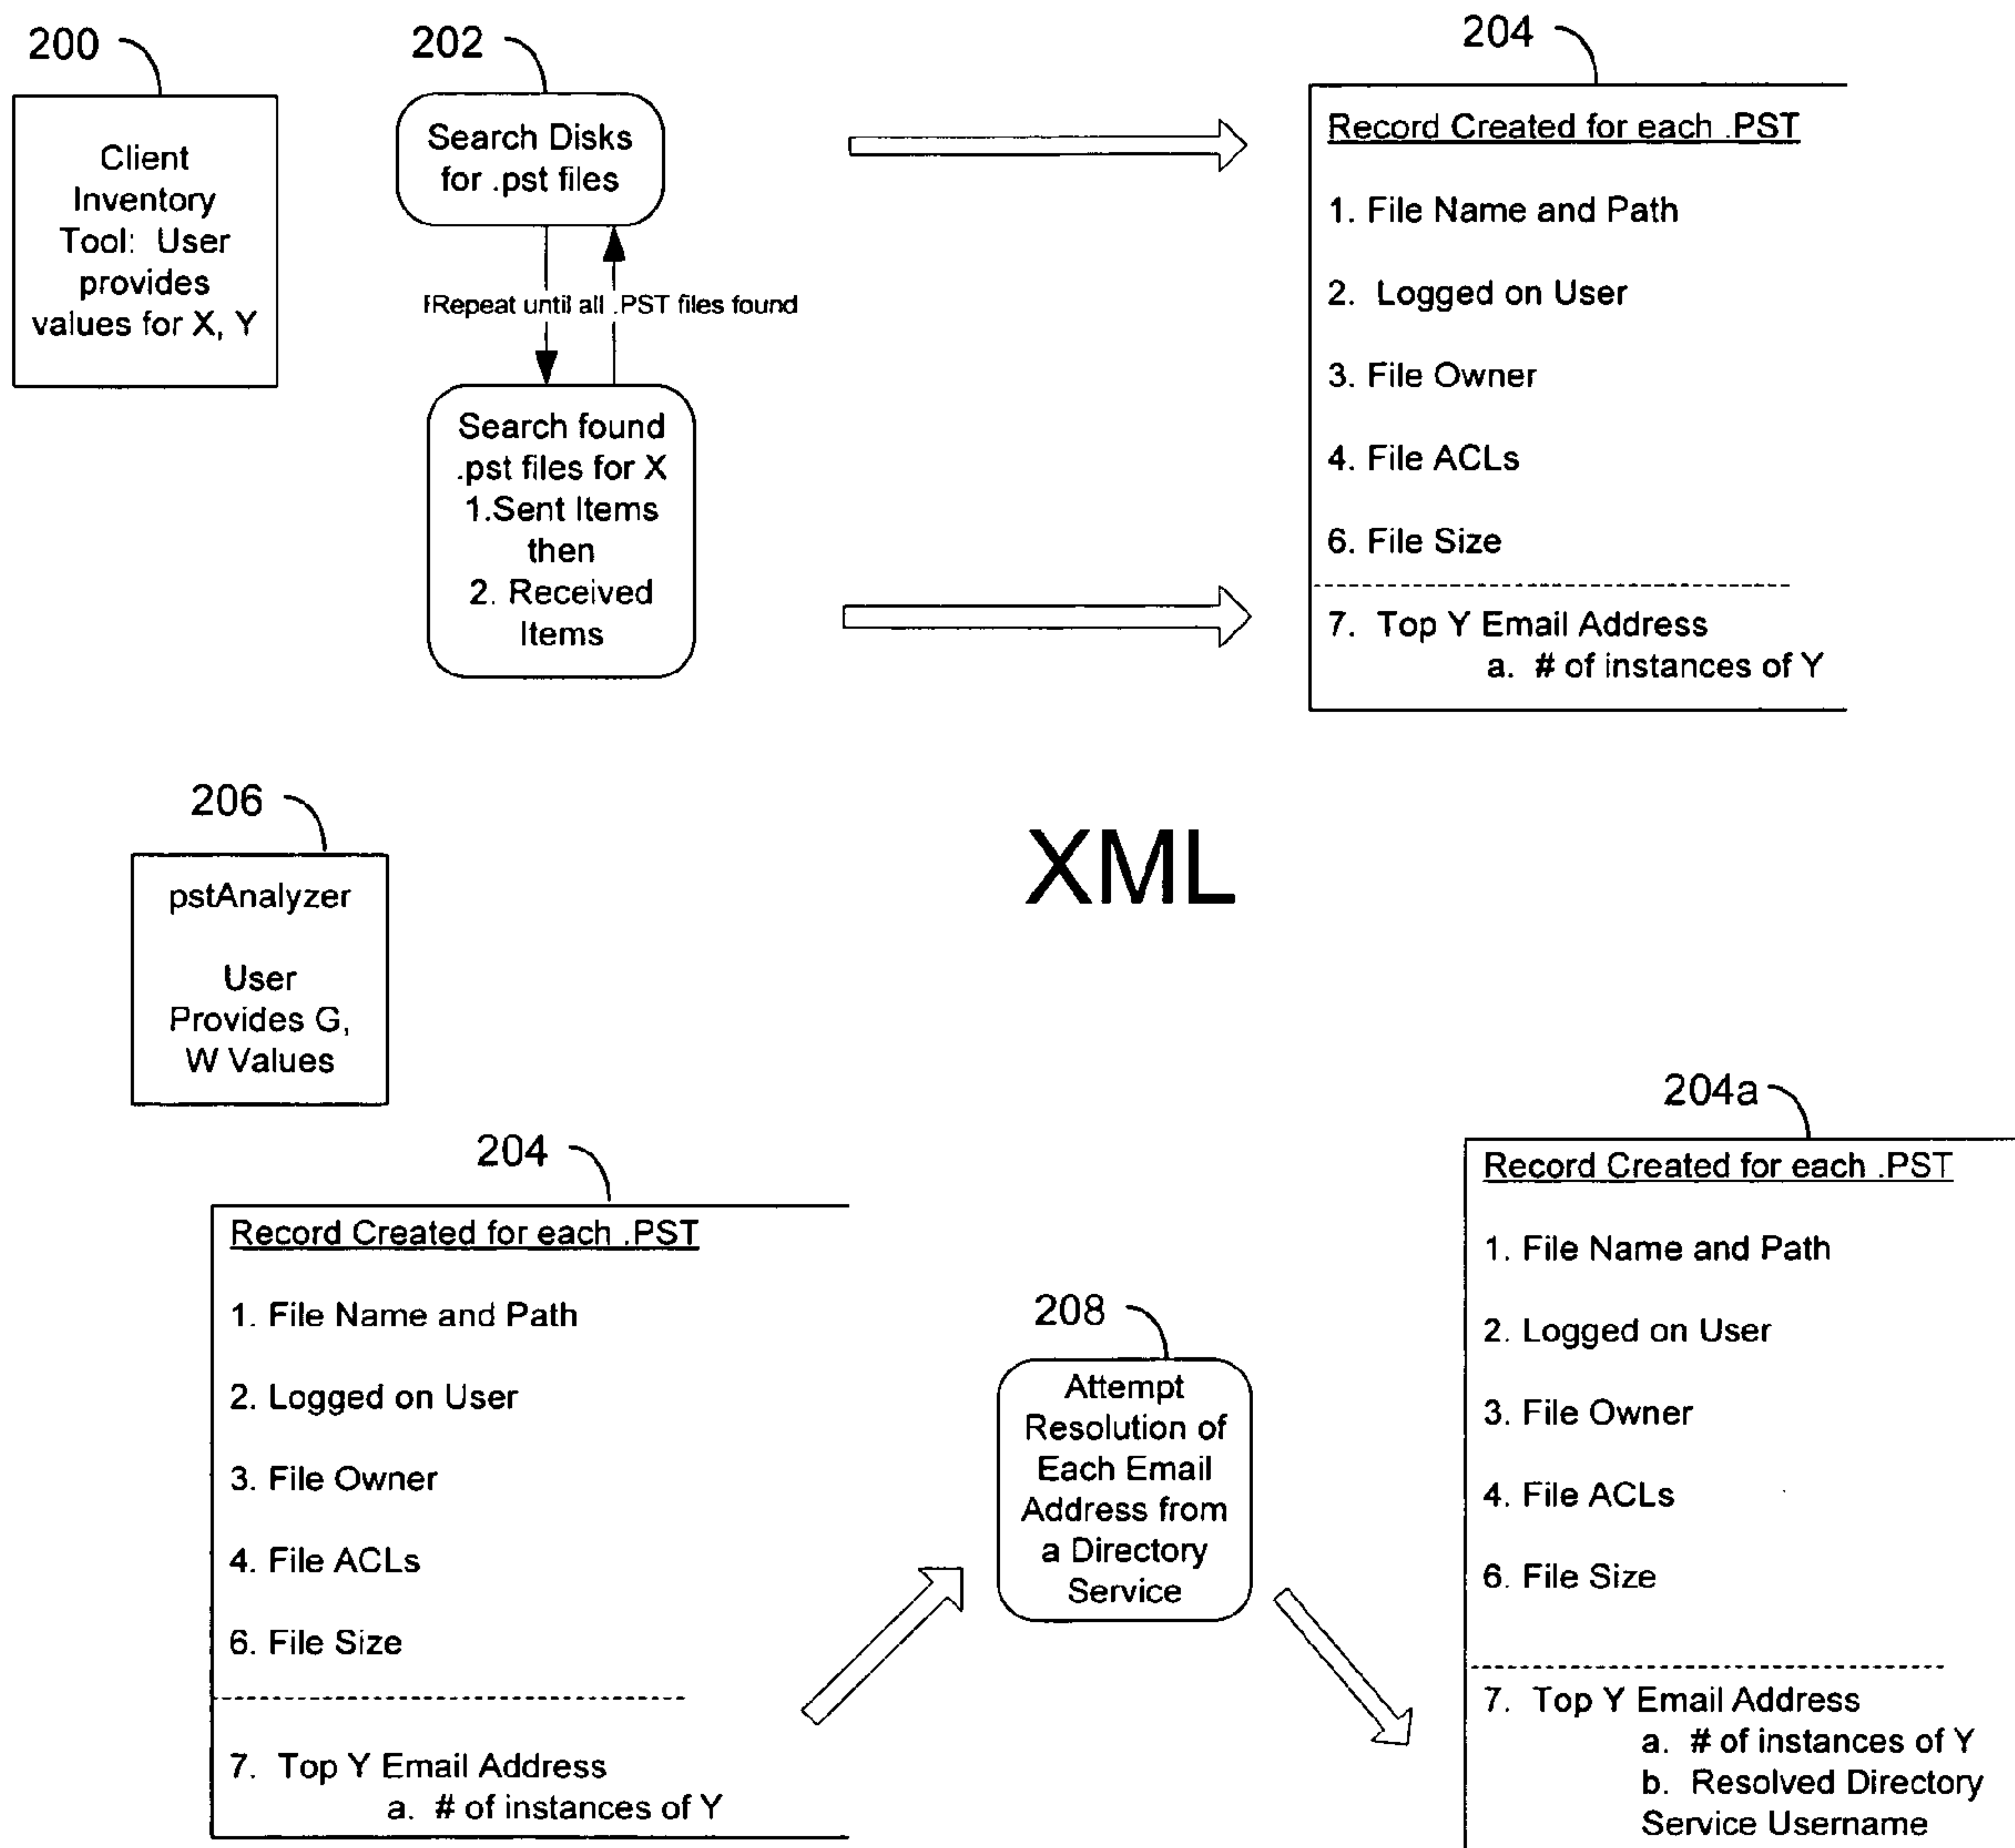 200
Client
Inventory
Tool: User
provides
values for X, Y
202
Search Disks
for .pst files
Repeat until all .PST files found
Search found
.pst files for X
1.Sent Items
then
2. Received
Items
204
Record Created for each .PST
1. File Name and Path
2. Logged on User
3. File Owner
4. File ACLs
6. File Size
7. Top Y Email Address
a. # of instances of Y
XML
206
pstAnalyzer
User
Provides G,
W Values
204
Record Created for each .PST
1. File Name and Path
2. Logged on User
3. File Owner
4. File ACLs
6. File Size
7. Top Y Email Address
a. # of instances of Y
208
Attempt
Resolution of
Each Email
Address from
a Directory
Service
204a
Record Created for each .PST
1. File Name and Path
2. Logged on User
3. File Owner
4. File ACLs
6. File Size
7. Top Y Email Address
a. # of instances of Y
b. Resolved Directory
Service Username